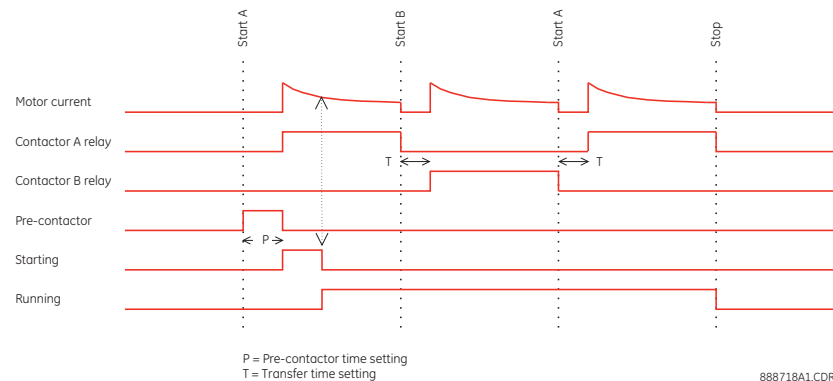 Start A
Start B
Start A
Stop
Motor current
Contactor A relay
T
T
Contactor B relay
Pre-contactor
P
Starting
Running
P = Pre-contactor time setting
T = Transfer time setting
888718A1.CDR